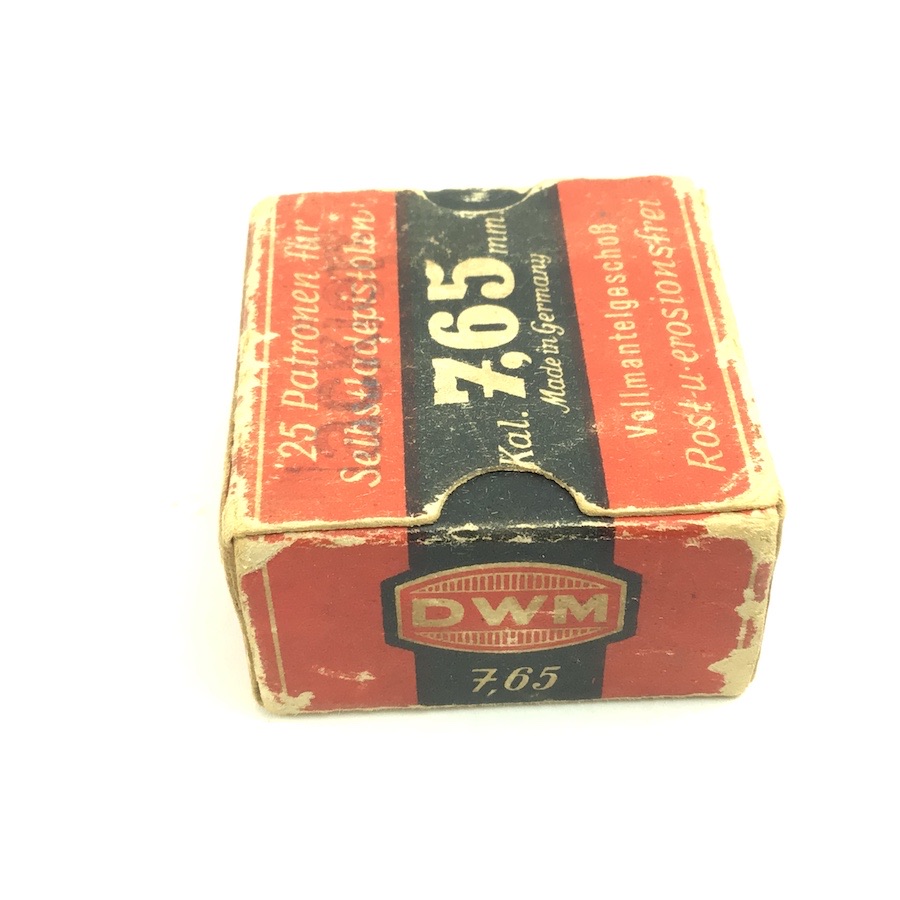 25 Patronen für
Selbstladepistolen
Kal. 7,65 mm
Made in Germany
Vollmantelgeschoß
Rost- u. erosionsfrei
DWM
7,65